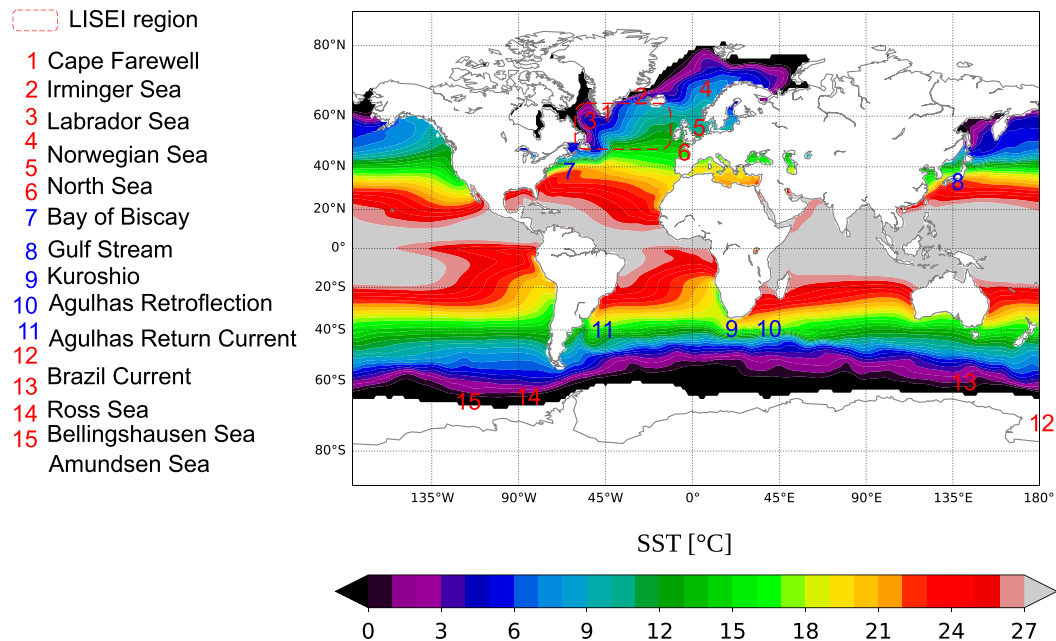 LISEI region
1 Cape Farewell
2 Irminger Sea
3 Labrador Sea
4
Norwegian Sea
5
6 North Sea
7 Bay of Biscay
8 Gulf Stream
9 Kuroshio
10 Agulhas Retroflection
11 Agulhas Return Current
12
13 Brazil Current
14 Ross Sea
15 Bellingshausen Sea
Amundsen Sea
80°N
60°N
40°N
20°N
0°
20°S
40°S
60°S
80°S
4
2
1
3
5
6
7
8
11
9
10
15
14
13
12
135°W 90°W 45°W 0° 45°E 90°E 135°E 180°
SST [°C]
0 3 6 9 12 15 18 21 24 27